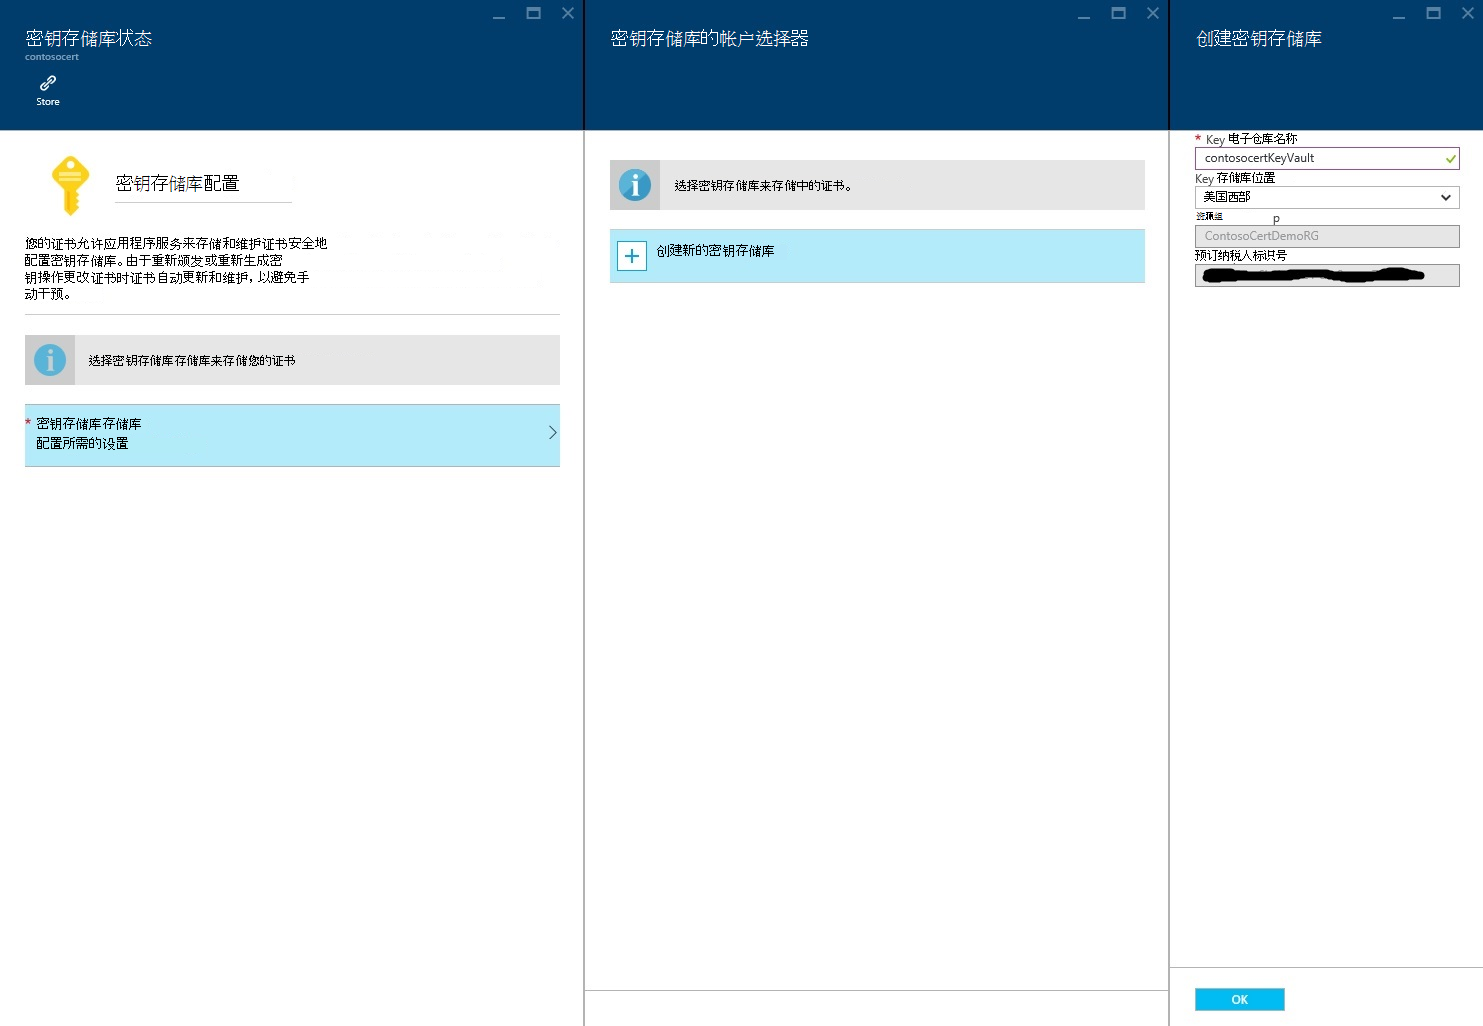 密钥存储库状态
contosocert
Store
密钥存储库配置
您的证书允许应用程序服务来存储和维护证书安全地
配置密钥存储库。由于重新颁发或重新生成密
钥操作更改证书时证书自动更新和维护，以避免手
动干预。
选择密钥存储库存储库来存储您的证书
* 密钥存储库存储库
配置所需的设置
密钥存储库的帐户选择器
选择密钥存储库来存储中的证书。
创建新的密钥存储库
创建密钥存储库
* Key 电子仓库名称
contosocertKeyVault
Key 存储库位置
美国西部
资源组 p
ContosoCertDemoRG
预订纳税人标识号
OK